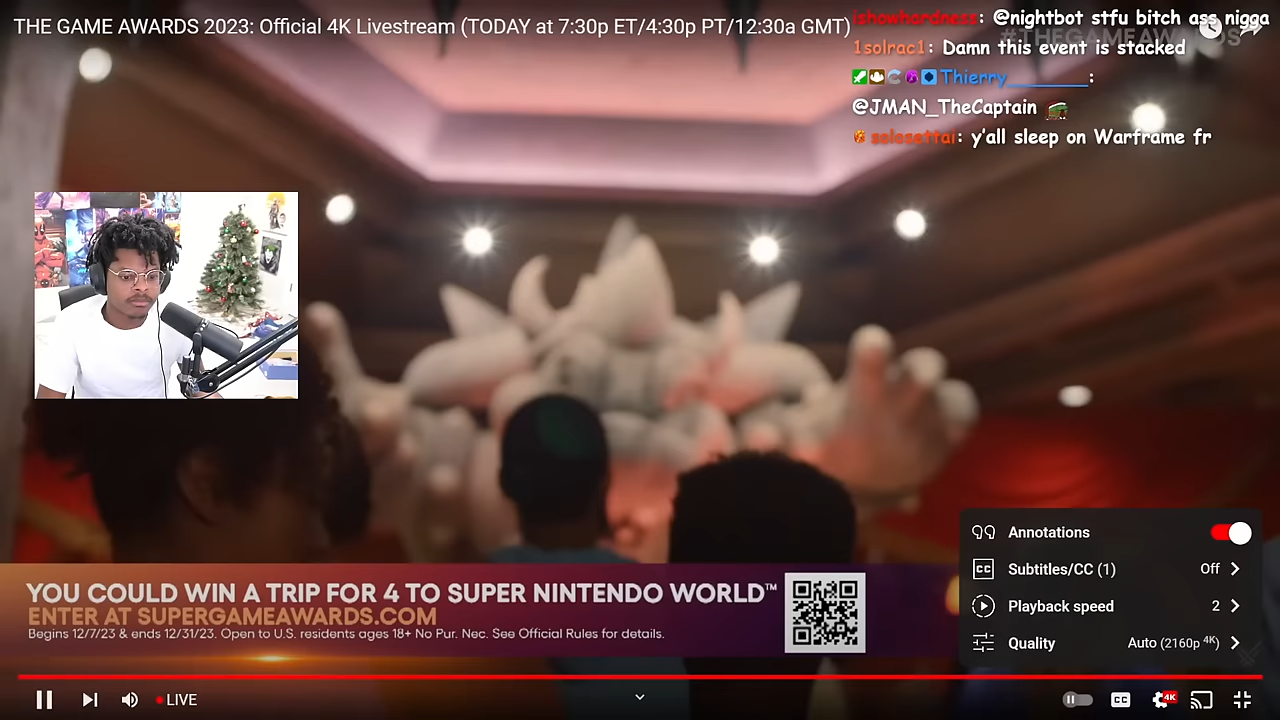 THE GAME AWARDS 2023: Official 4K Livestream (TODAY at 7:30p ET/4:30p PT/12:30a GMT)
ishowhardness: @nightbot stfu bitch ass nigga
#THEGAMEAWARDS
1solrac1: Damn this event is stacked
Thierry________:
@JMAN_TheCaptain
selosettai: y'all sleep on Warframe fr
Annotations
CC Subtitles/CC (1) Off
Playback speed 2
Quality Auto (2160p 4K)
YOU COULD WIN A TRIP FOR 4 TO SUPER NINTENDO WORLD™
ENTER AT SUPERGAMEAWARDS.COM
Begins 12/7/23 & ends 12/31/23. Open to U.S. residents ages 18+ No Pur. Nec. See Official Rules for details.
LIVE
CC
4K